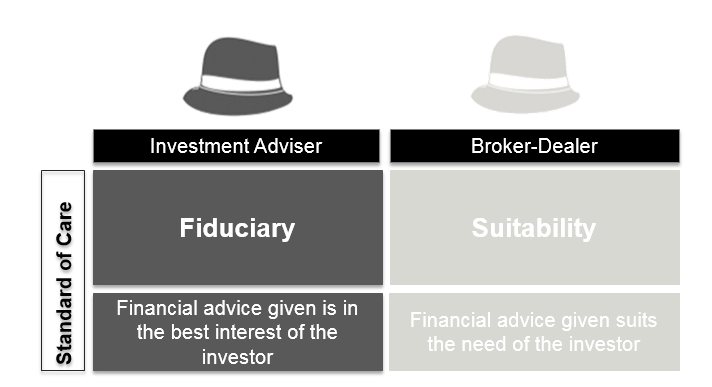 Investment Adviser
Broker-Dealer
Standard of Care
Fiduciary
Suitability
Financial advice given is in
the best interest of the
investor
Financial advice given suits
the need of the investor